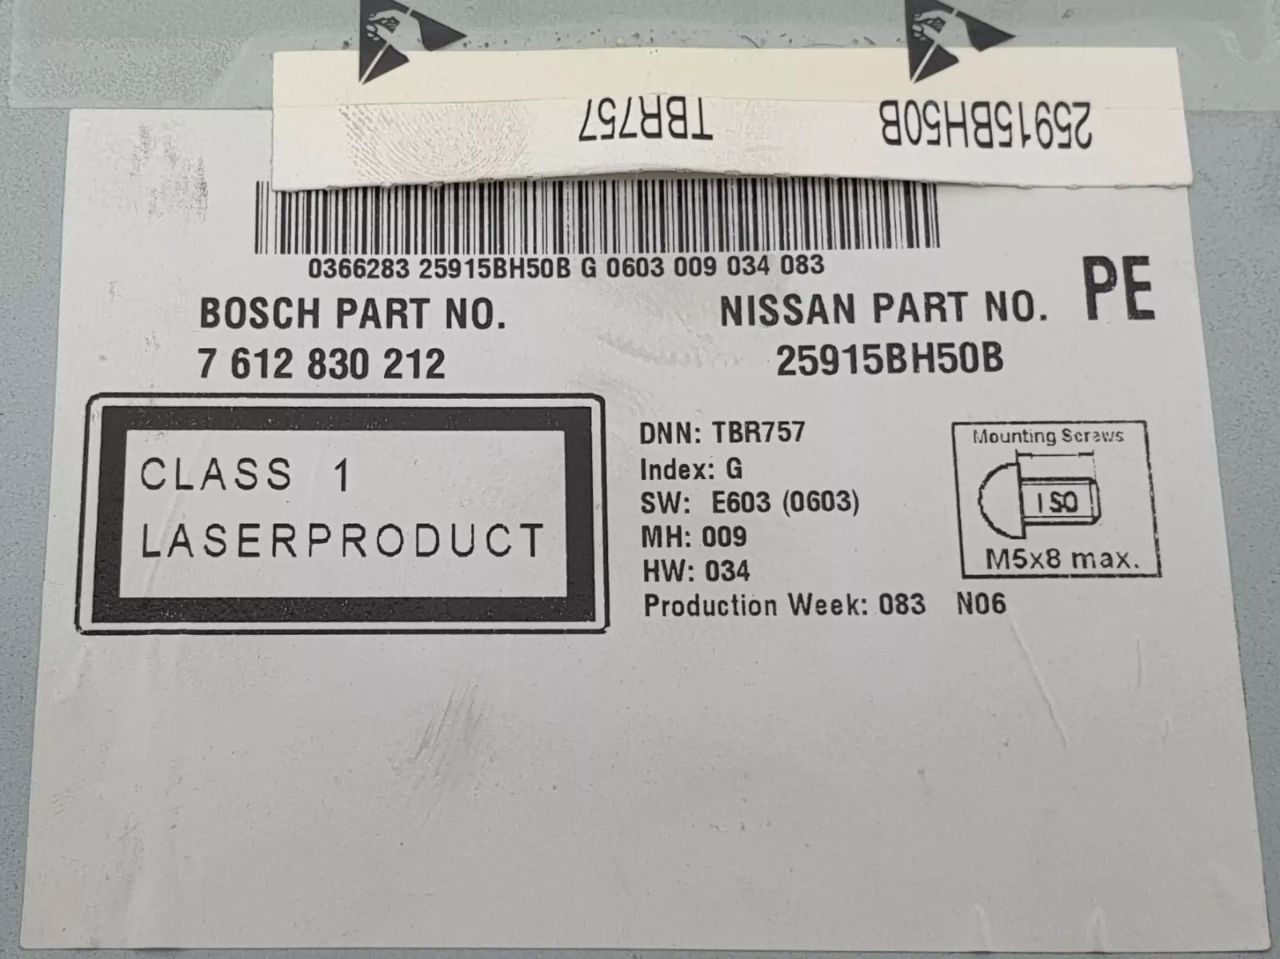 TBR757 25915BH50B
0366283 25915BH50B G 0603 009 034 083
BOSCH PART NO.
7 612 830 212
NISSAN PART NO. PE
25915BH50B
CLASS 1
LASERPRODUCT
DNN: TBR757
Index: G
SW: E603 (0603)
MH: 009
HW: 034
Production Week: 083 N06
Mounting Screws
ISO
M5x8 max.